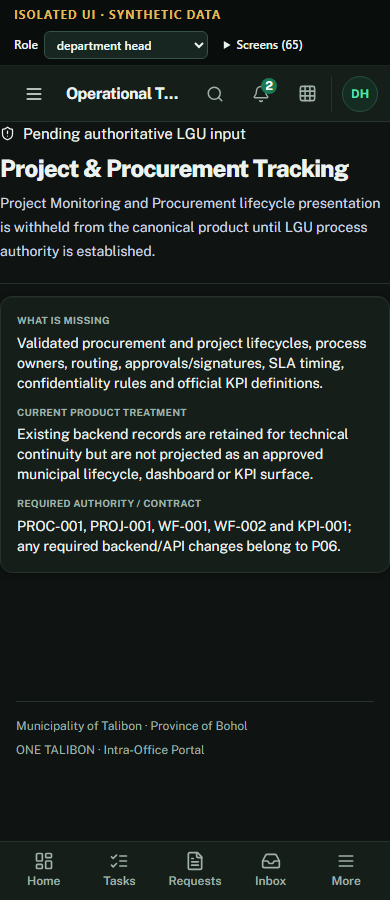 ISOLATED UI · SYNTHETIC DATA
Role department head Screens (65)
Operational T... 2 DH
Pending authoritative LGU input
Project & Procurement Tracking
Project Monitoring and Procurement lifecycle presentation
is withheld from the canonical product until LGU process
authority is established.
WHAT IS MISSING
Validated procurement and project lifecycles, process
owners, routing, approvals/signatures, SLA timing,
confidentiality rules and official KPI definitions.
CURRENT PRODUCT TREATMENT
Existing backend records are retained for technical
continuity but are not projected as an approved
municipal lifecycle, dashboard or KPI surface.
REQUIRED AUTHORITY / CONTRACT
PROC-001, PROJ-001, WF-001, WF-002 and KPI-001;
any required backend/API changes belong to P06.
Municipality of Talibon · Province of Bohol
ONE TALIBON · Intra-Office Portal
Home Tasks Requests Inbox More